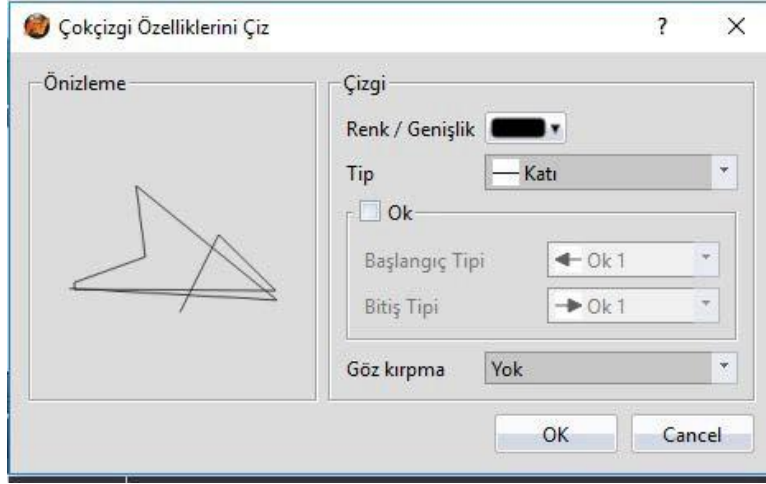 Çokçizgi Özelliklerini Çiz
Önizleme
Çizgi
Renk / Genişlik
Tip
Katı
Ok
Başlangıç Tipi
Ok 1
Bitiş Tipi
Ok 1
Göz kırpma
Yok
OK
Cancel